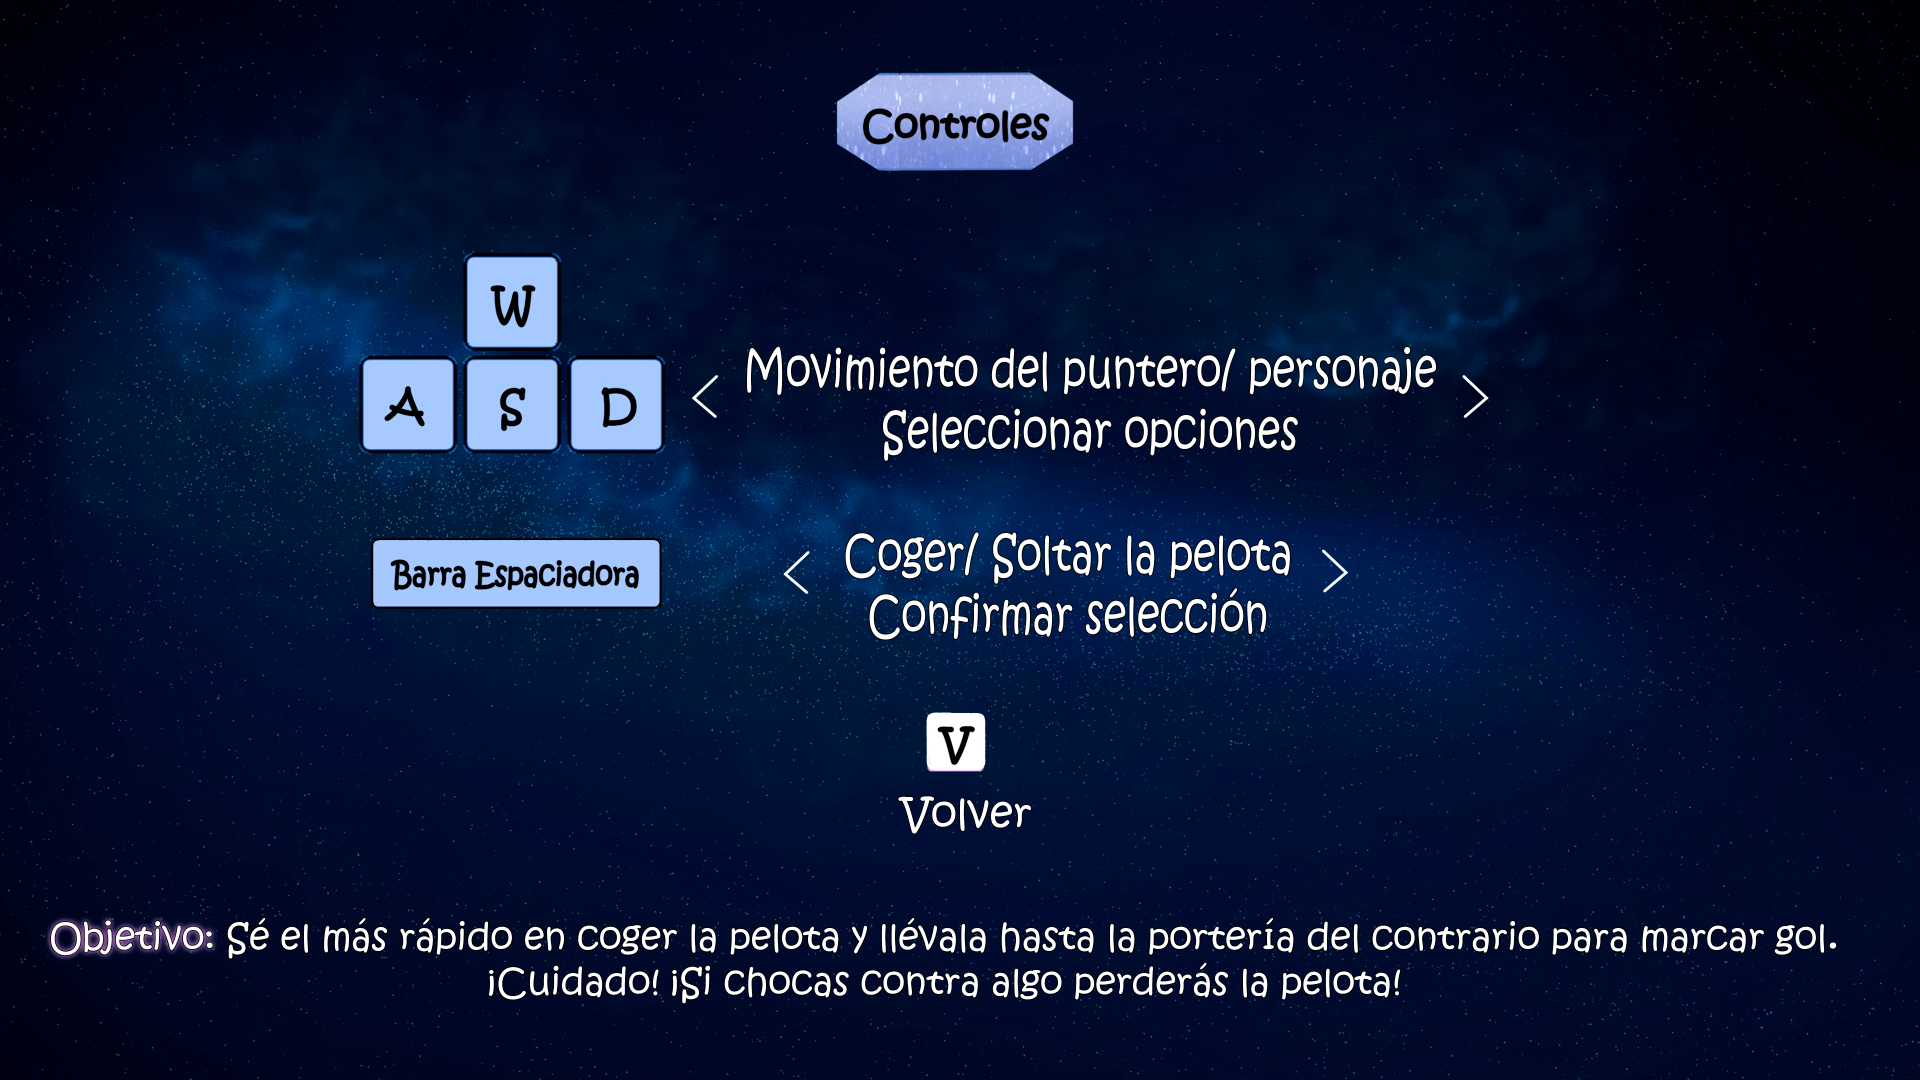 Controles
W
A S D
< Movimiento del puntero/ personaje >
Seleccionar opciones
Barra Espaciadora
< Coger/ Soltar la pelota >
Confirmar selección
V
Volver
Objetivo: Sé el más rápido en coger la pelota y llévala hasta la portería del contrario para marcar gol.
¡Cuidado! ¡Si chocas contra algo perderás la pelota!